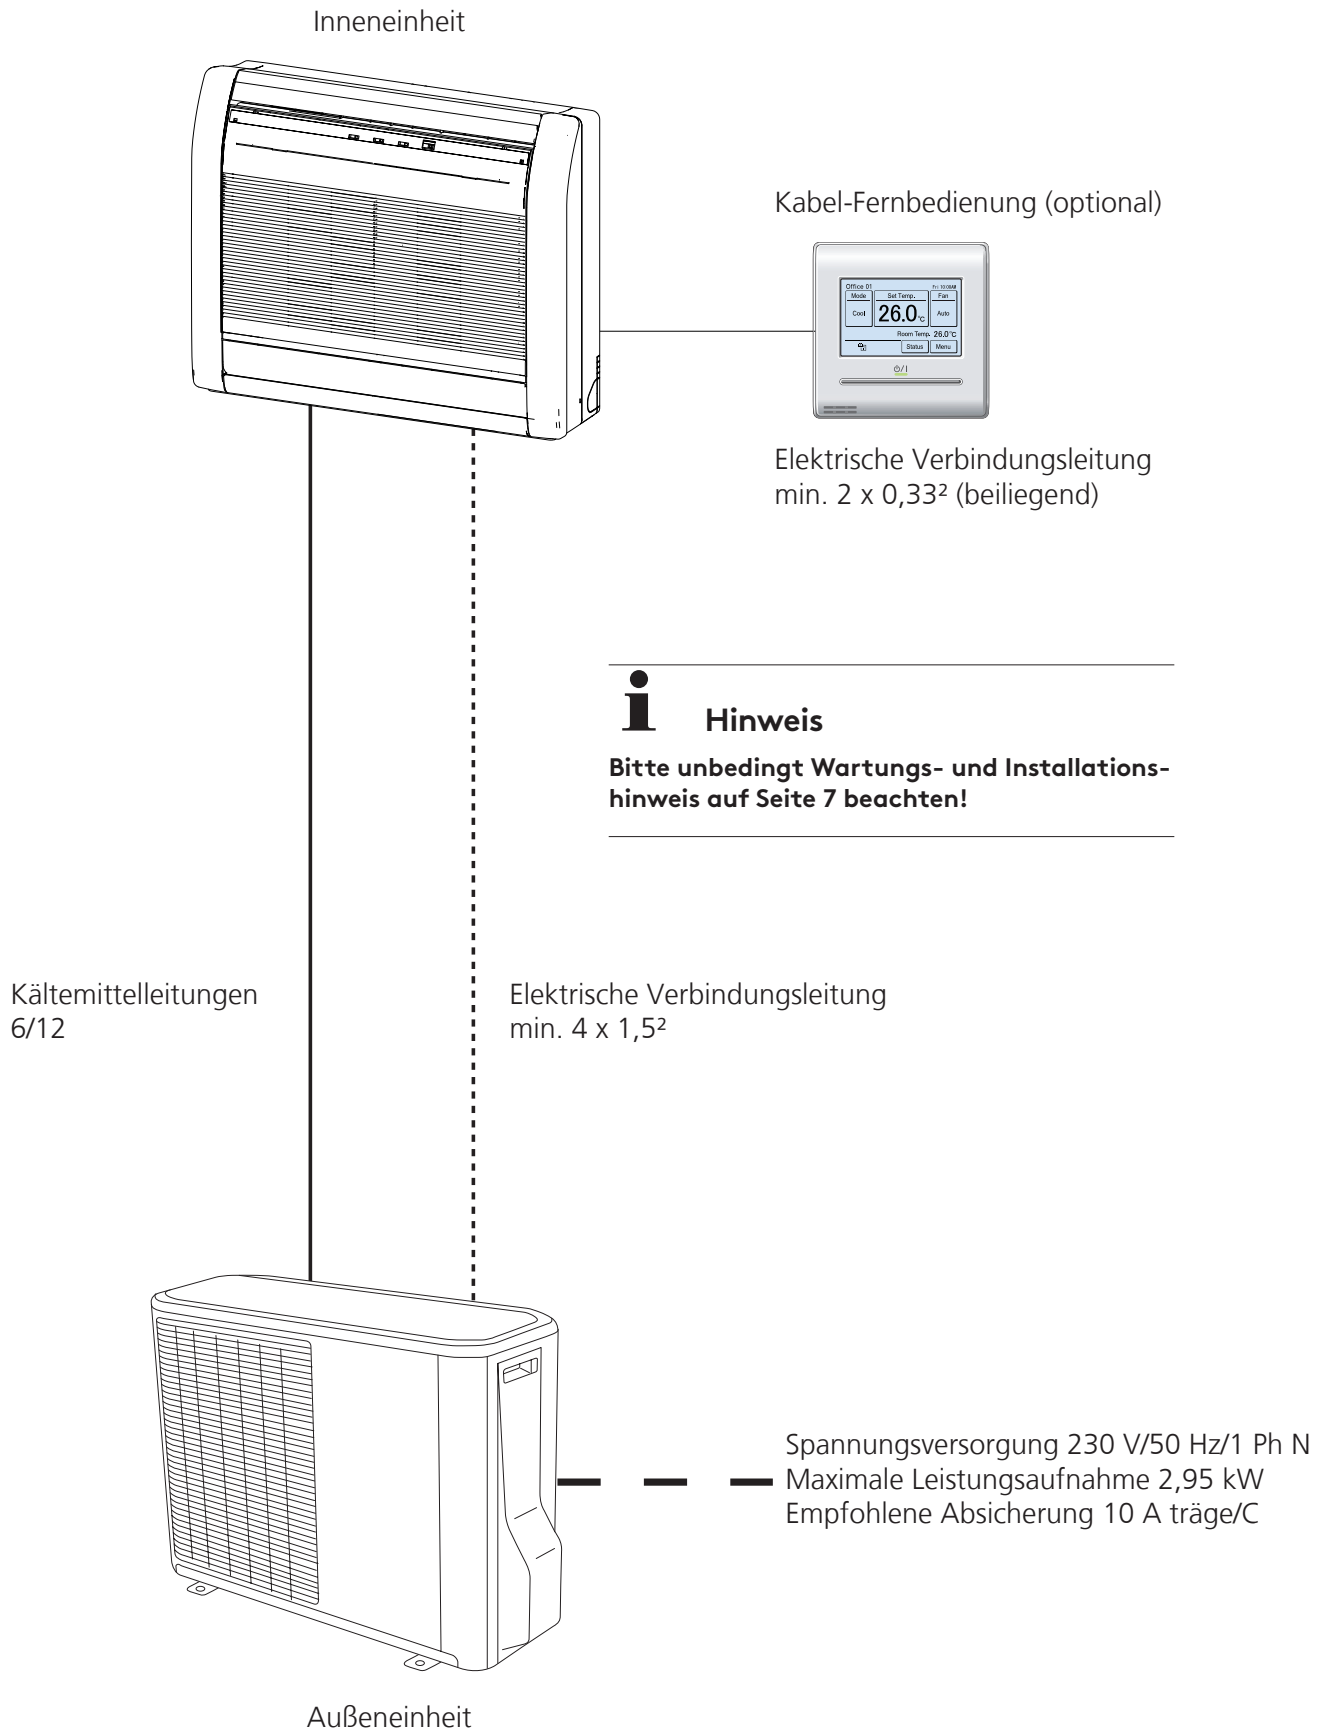 Inneneinheit
Kabel-Fernbedienung (optional)
Office 01 Fri 10:00AM
Mode Set Temp. Fan
Cool 26.0 °C Auto
Room Temp. 26.0°C
Status Menu
Elektrische Verbindungsleitung
min. 2 x 0,33² (beiliegend)
Hinweis
Bitte unbedingt Wartungs- und Installations-
hinweis auf Seite 7 beachten!
Kältemittelleitungen
6/12
Elektrische Verbindungsleitung
min. 4 x 1,5²
Spannungsversorgung 230 V/50 Hz/1 Ph N
Maximale Leistungsaufnahme 2,95 kW
Empfohlene Absicherung 10 A träge/C
Außeneinheit